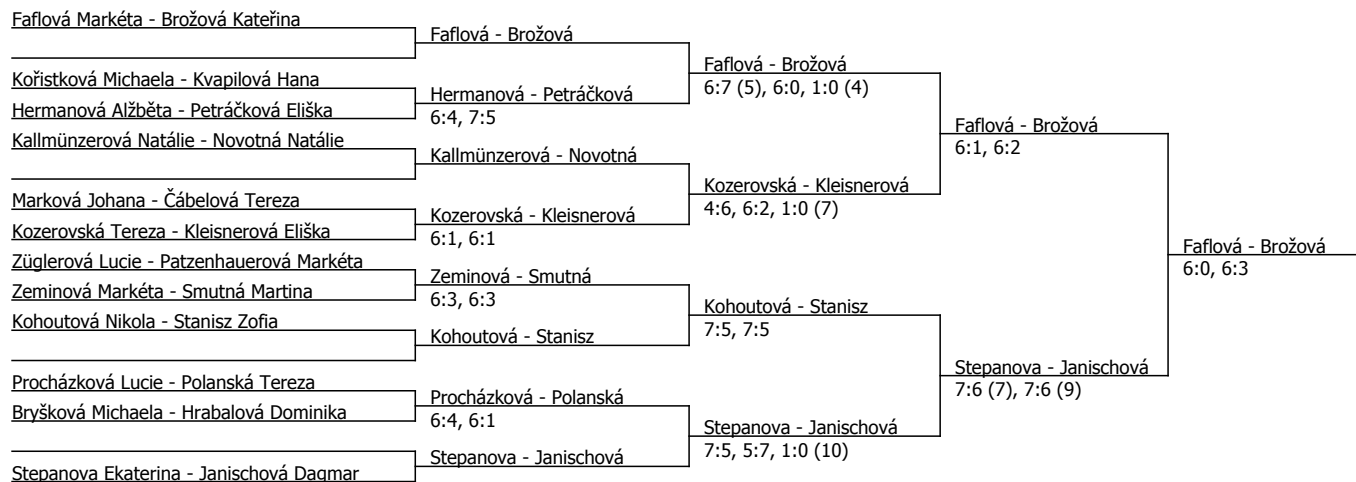 Faflová Markéta - Brožová Kateřina
Kořistková Michaela - Kvapilová Hana
Hermanová Alžběta - Petráčková Eliška
Kallmünzerová Natálie - Novotná Natálie
Marková Johana - Čábelová Tereza
Kozerovská Tereza - Kleisnerová Eliška
Züglerová Lucie - Patzenhauerová Markéta
Zeminová Markéta - Smutná Martina
Kohoutová Nikola - Stanisz Zofia
Procházková Lucie - Polanská Tereza
Bryšková Michaela - Hrabalová Dominika
Stepanova Ekaterina - Janischová Dagmar
Faflová - Brožová
Hermanová - Petráčková
6:4, 7:5
Kallmünzerová - Novotná
Kozerovská - Kleisnerová
6:1, 6:1
Zeminová - Smutná
6:3, 6:3
Kohoutová - Stanisz
Procházková - Polanská
6:4, 6:1
Stepanova - Janischová
Faflová - Brožová
6:7 (5), 6:0, 1:0 (4)
Kozerovská - Kleisnerová
4:6, 6:2, 1:0 (7)
Kohoutová - Stanisz
7:5, 7:5
Stepanova - Janischová
7:5, 5:7, 1:0 (10)
Faflová - Brožová
6:1, 6:2
Stepanova - Janischová
7:6 (7), 7:6 (9)
Faflová - Brožová
6:0, 6:3